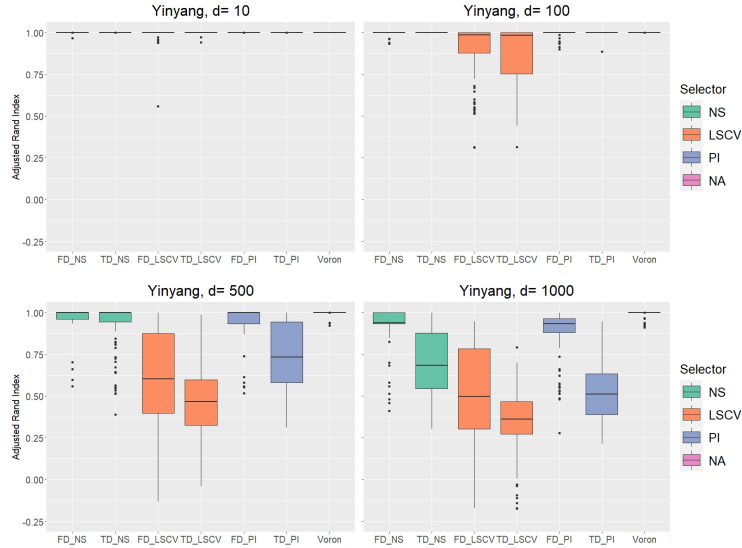 Yinyang, d= 10
Yinyang, d= 100
Adjusted Rand Index
1.00
0.75
0.50
0.25
0.00
-0.25
FD_NS TD_NS FD_LSCV TD_LSCV FD_PI TD_PI Voron
FD_NS TD_NS FD_LSCV TD_LSCV FD_PI TD_PI Voron
Selector
NS
LSCV
PI
NA
Yinyang, d= 500
Yinyang, d= 1000
Adjusted Rand Index
1.00
0.75
0.50
0.25
0.00
-0.25
FD_NS TD_NS FD_LSCV TD_LSCV FD_PI TD_PI Voron
FD_NS TD_NS FD_LSCV TD_LSCV FD_PI TD_PI Voron
Selector
NS
LSCV
PI
NA